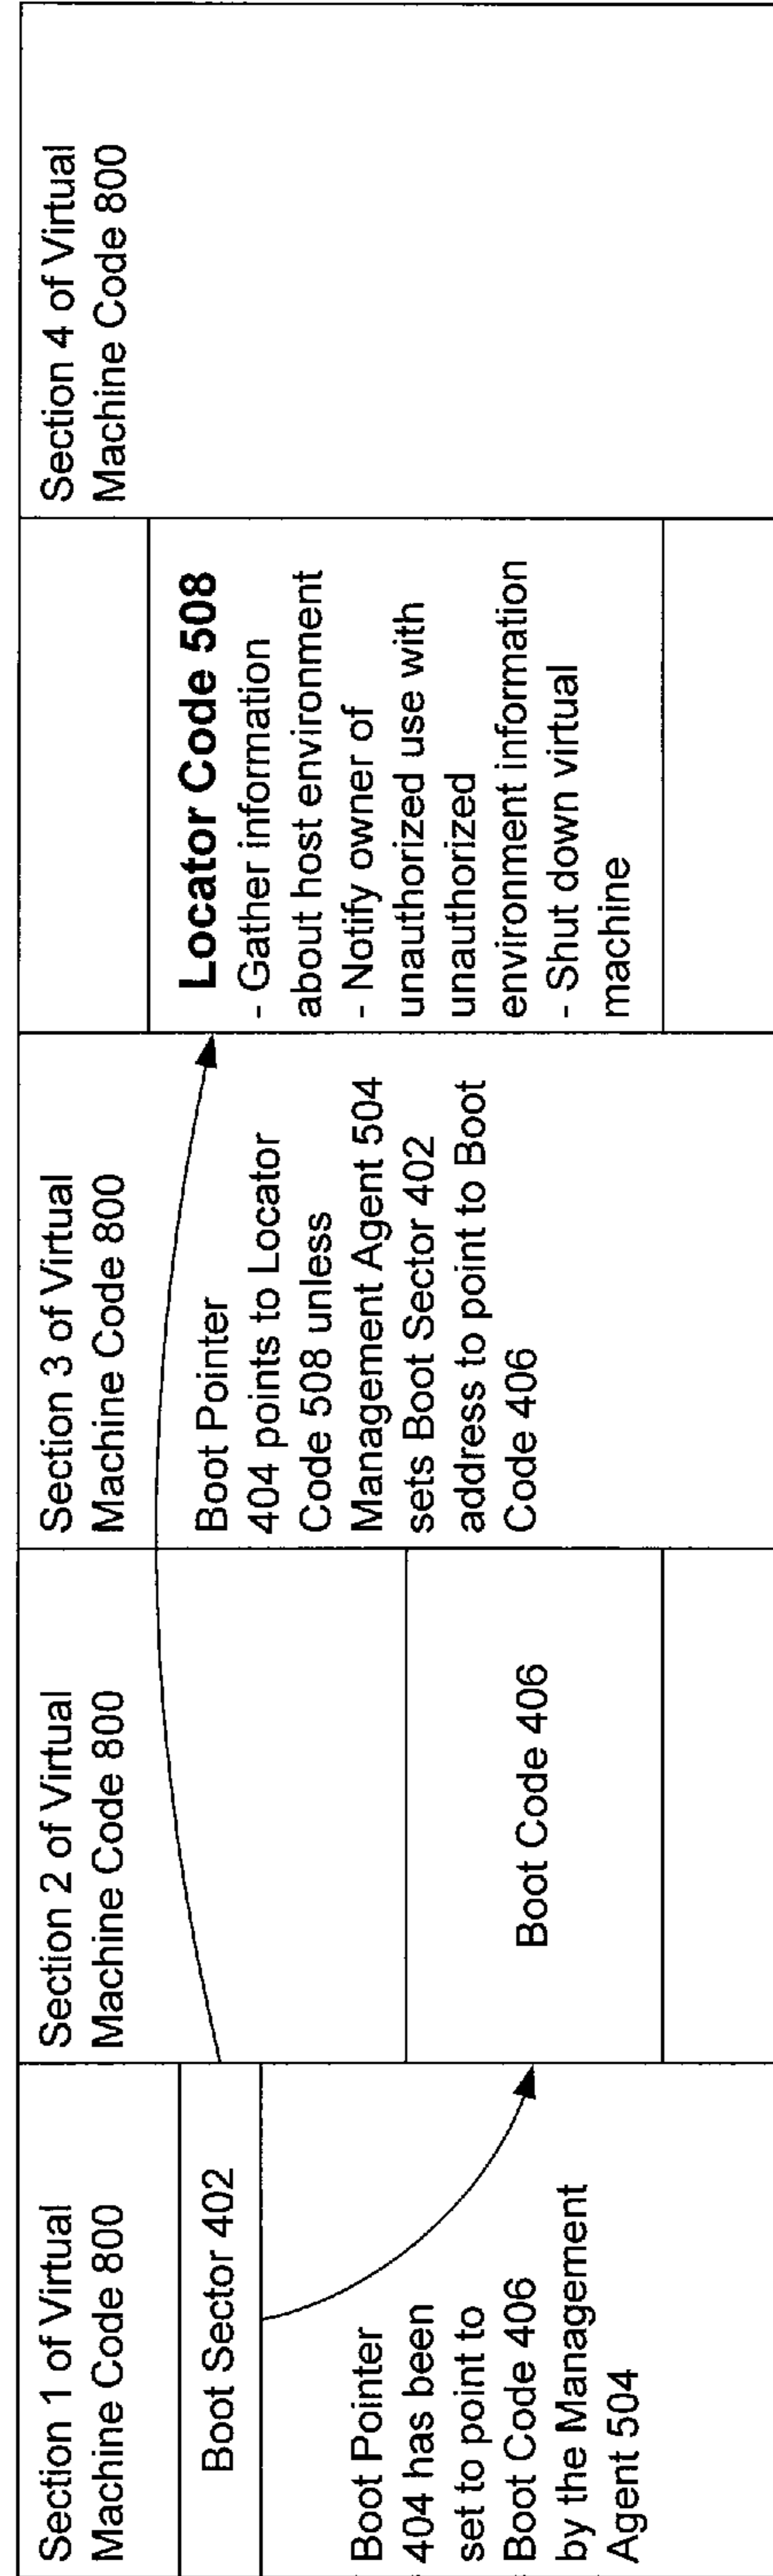 Section 1 of Virtual
Machine Code 800
Boot Sector 402
Boot Pointer
404 has been
set to point to
Boot Code 406
by the Management
Agent 504
Section 2 of Virtual
Machine Code 800
Boot Code 406
Section 3 of Virtual
Machine Code 800
Boot Pointer
404 points to Locator
Code 508 unless
Management Agent 504
sets Boot Sector 402
address to point to Boot
Code 406
Locator Code 508
- Gather information
about host environment
- Notify owner of
unauthorized use with
unauthorized
environment information
- Shut down virtual
machine
Section 4 of Virtual
Machine Code 800